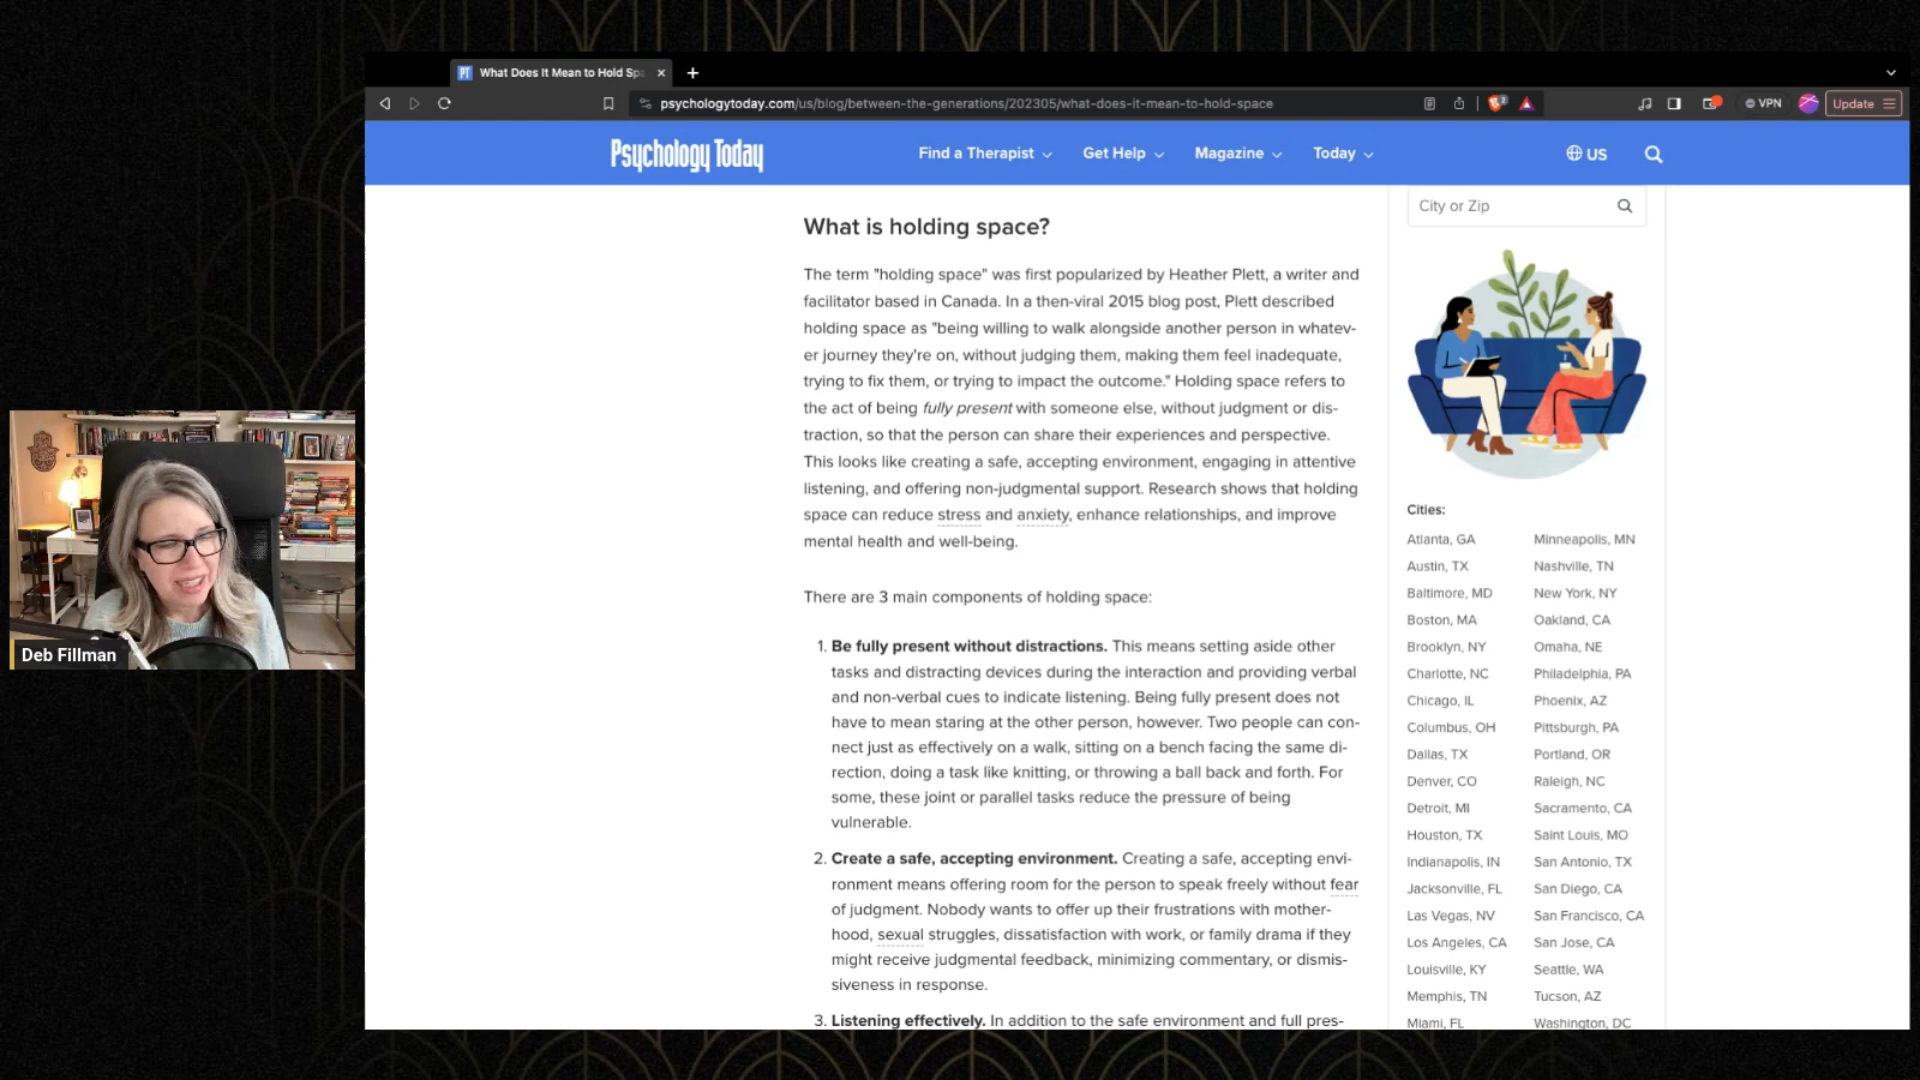 What Does It Mean to Hold Spa
psychologytoday.com/us/blog/between-the-generations/202305/what-does-it-mean-to-hold-space
VPN
Update
Psychology Today
Find a Therapist
Get Help
Magazine
Today
US
City or Zip
What is holding space?
The term "holding space" was first popularized by Heather Plett, a writer and
facilitator based in Canada. In a then-viral 2015 blog post, Plett described
holding space as "being willing to walk alongside another person in whatev-
er journey they're on, without judging them, making them feel inadequate,
trying to fix them, or trying to impact the outcome." Holding space refers to
the act of being fully present with someone else, without judgment or dis-
traction, so that the person can share their experiences and perspective.
This looks like creating a safe, accepting environment, engaging in attentive
listening, and offering non-judgmental support. Research shows that holding
space can reduce stress and anxiety, enhance relationships, and improve
mental health and well-being.
There are 3 main components of holding space:
1. Be fully present without distractions. This means setting aside other
tasks and distracting devices during the interaction and providing verbal
and non-verbal cues to indicate listening. Being fully present does not
have to mean staring at the other person, however. Two people can con-
nect just as effectively on a walk, sitting on a bench facing the same di-
rection, doing a task like knitting, or throwing a ball back and forth. For
some, these joint or parallel tasks reduce the pressure of being
vulnerable.
2. Create a safe, accepting environment. Creating a safe, accepting envi-
ronment means offering room for the person to speak freely without fear
of judgment. Nobody wants to offer up their frustrations with mother-
hood, sexual struggles, dissatisfaction with work, or family drama if they
might receive judgmental feedback, minimizing commentary, or dismis-
siveness in response.
3. Listening effectively. In addition to the safe environment and full pres-
Cities:
Atlanta, GA
Austin, TX
Baltimore, MD
Boston, MA
Brooklyn, NY
Charlotte, NC
Chicago, IL
Columbus, OH
Dallas, TX
Denver, CO
Detroit, MI
Houston, TX
Indianapolis, IN
Jacksonville, FL
Las Vegas, NV
Los Angeles, CA
Louisville, KY
Memphis, TN
Miami, FL
Minneapolis, MN
Nashville, TN
New York, NY
Oakland, CA
Omaha, NE
Philadelphia, PA
Phoenix, AZ
Pittsburgh, PA
Portland, OR
Raleigh, NC
Sacramento, CA
Saint Louis, MO
San Antonio, TX
San Diego, CA
San Francisco, CA
San Jose, CA
Seattle, WA
Tucson, AZ
Washington, DC
Deb Fillman